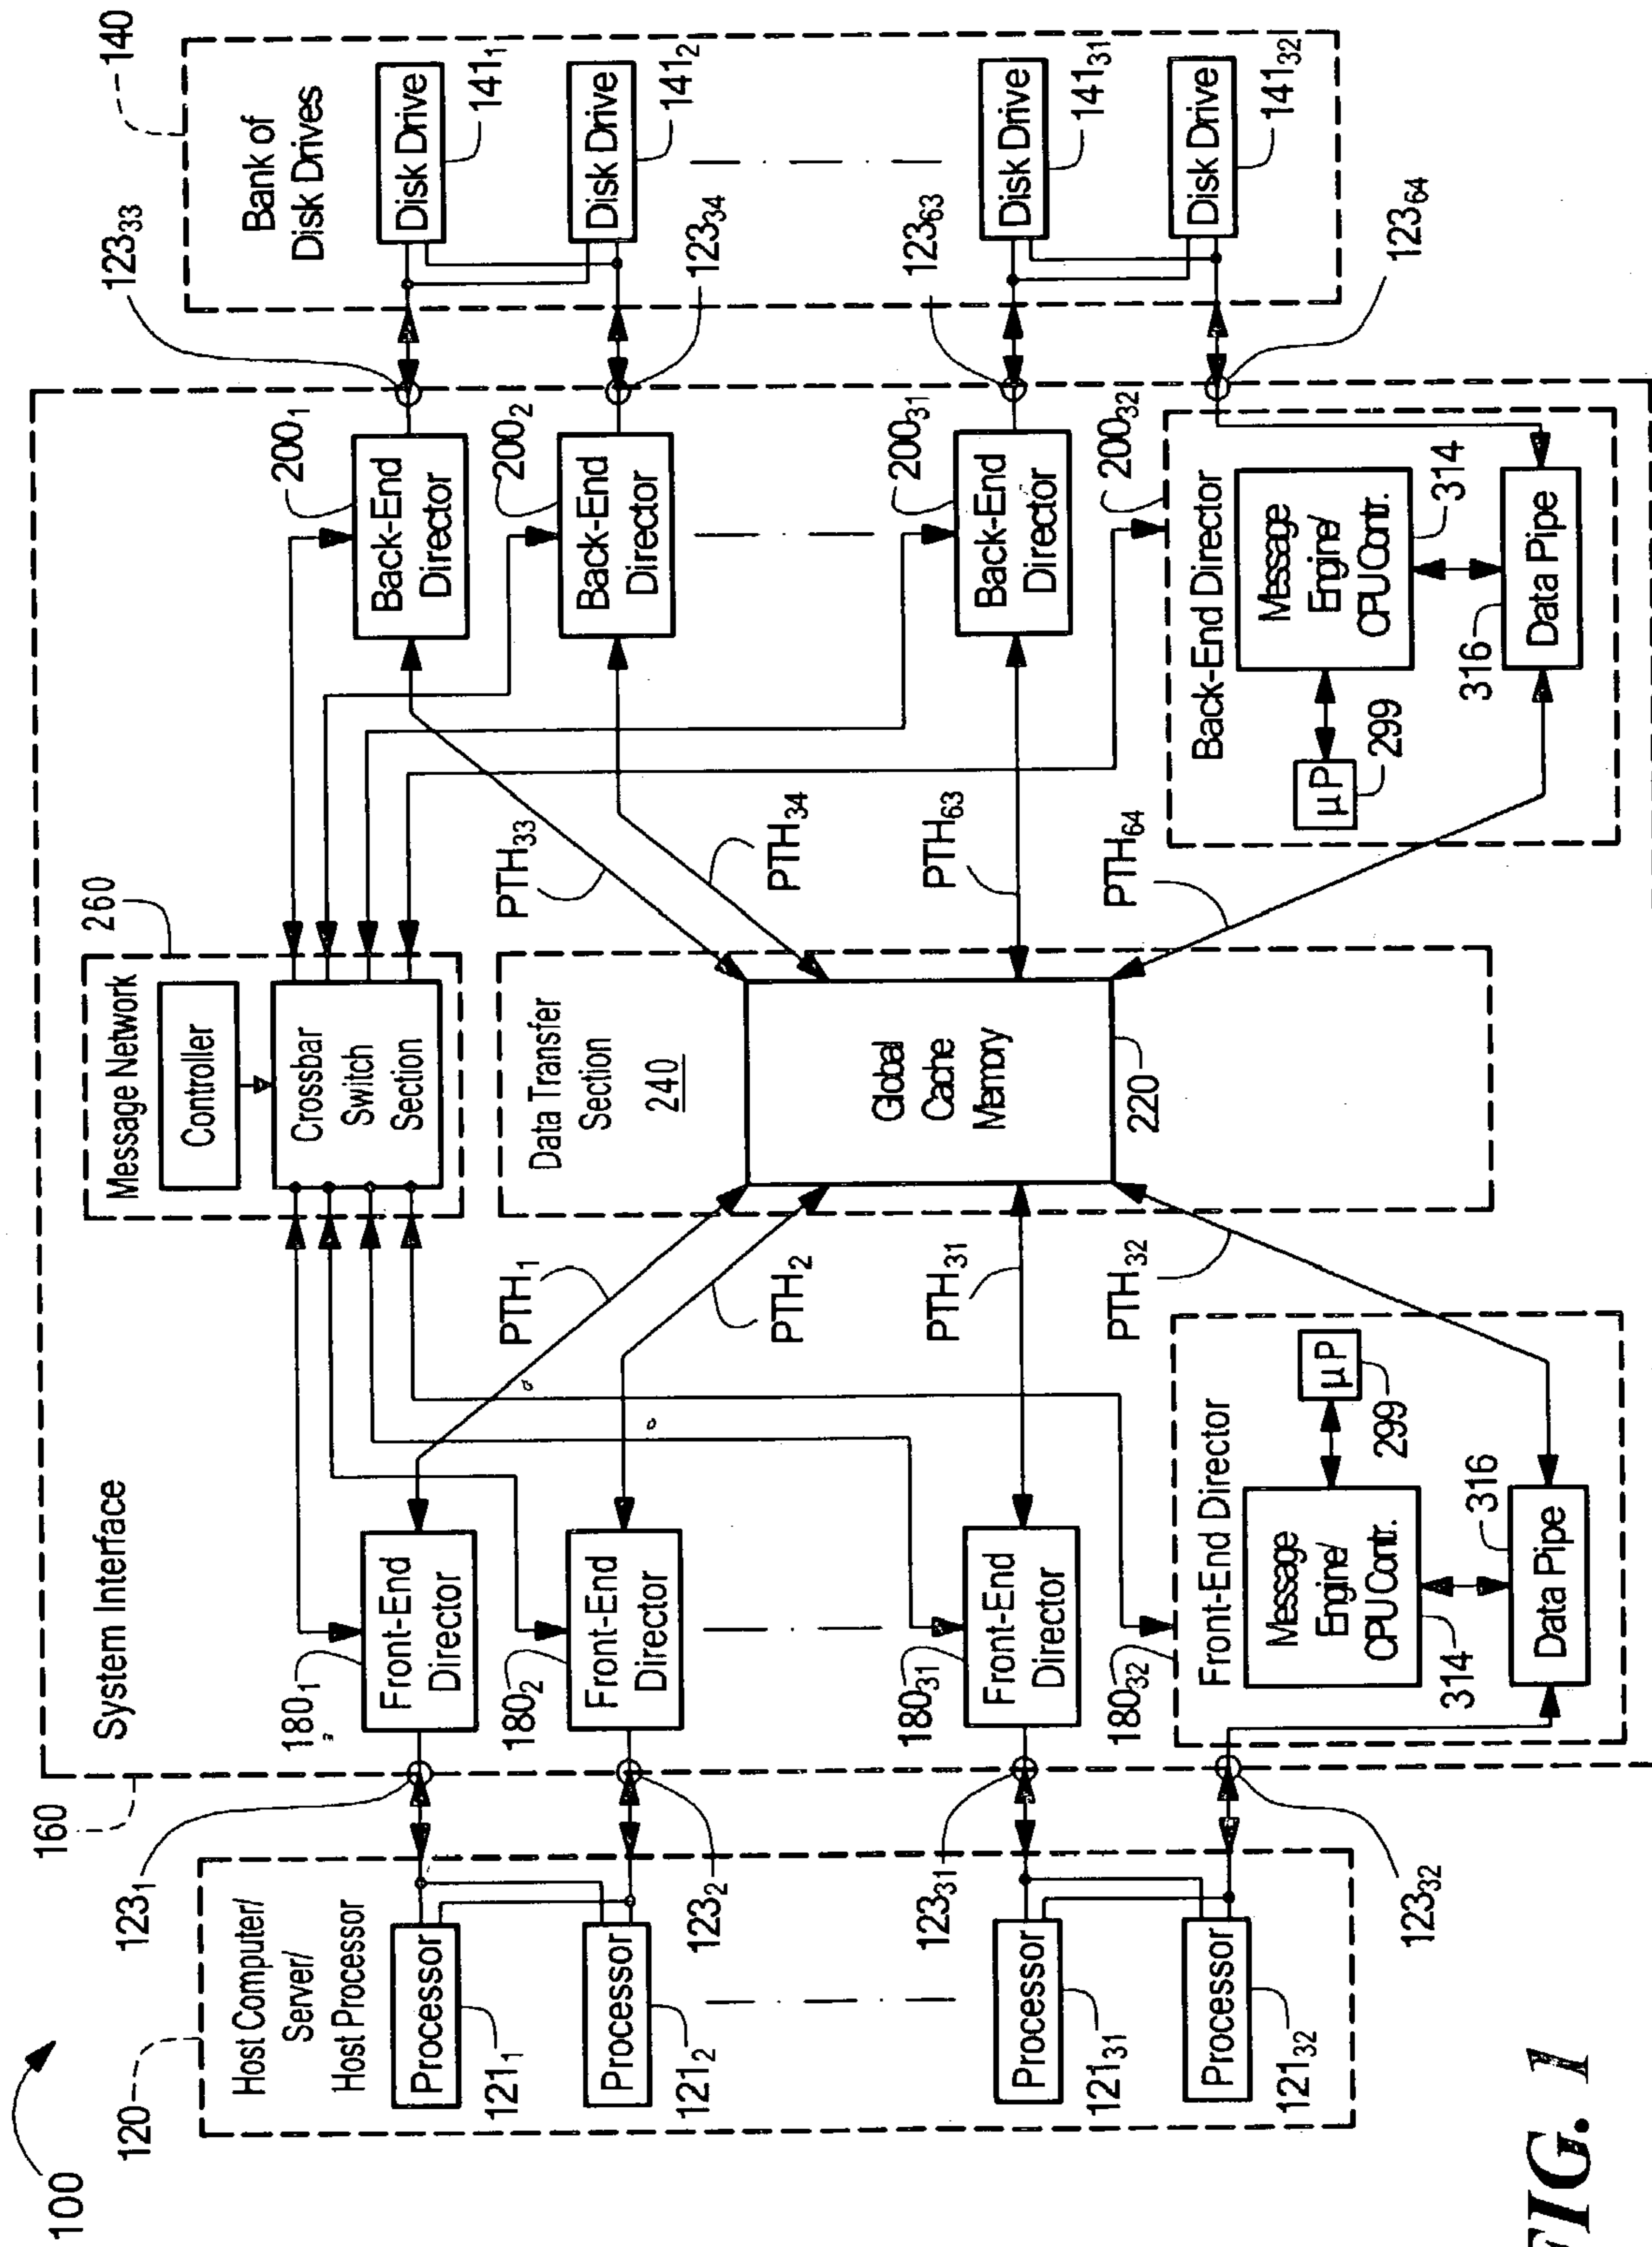 100
120
Host Computer/
Server/
Host Processor
Processor
121₁
Processor
121₂
Processor
121₃₁
Processor
121₃₂
123₁
123₂
123₃₁
123₃₂
160
System Interface
180₁
Front-End
Director
180₂
Front-End
Director
180₃₁
Front-End
Director
180₃₂
Front-End Director
Message
Engine/
CPU Contr.
314
µP
299
316
Data Pipe
PTH₁
PTH₂
PTH₃₁
PTH₃₂
260
Message Network
Controller
Crossbar
Switch
Section
Data Transfer
Section
240
Global
Cache
Memory
220
PTH₃₃
PTH₃₄
PTH₆₃
PTH₆₄
200₁
Back-End
Director
200₂
Back-End
Director
200₃₁
Back-End
Director
200₃₂
Back-End Director
Message
Engine/
CPU Contr.
314
µP
299
316
Data Pipe
123₃₃
123₃₄
123₆₃
123₆₄
140
Bank of
Disk Drives
Disk Drive
141₁
Disk Drive
141₂
Disk Drive
141₃₁
Disk Drive
141₃₂
FIG. 1